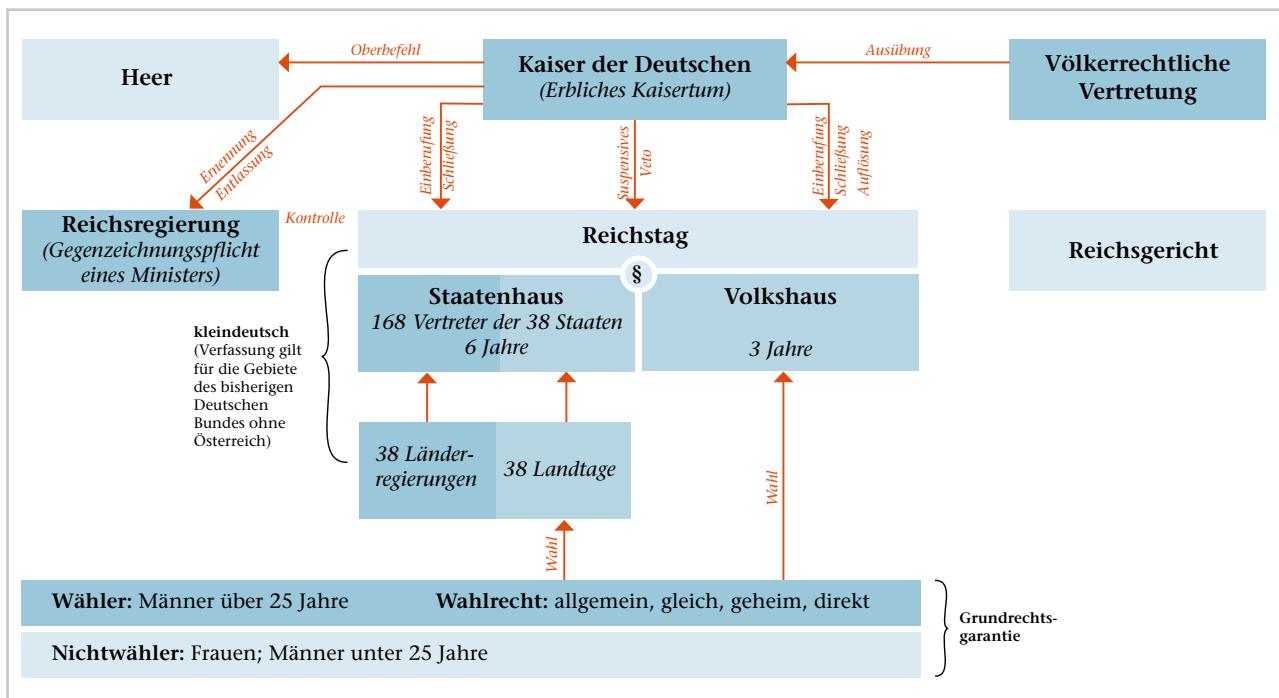 Heer
Oberbefehl
Kaiser der Deutschen
(Erbliches Kaisertum)
Ausübung
Völkerrechtliche
Vertretung
Ernennung
Entlassung
Einberufung
Schließung
Suspensives
Veto
Einberufung
Schließung
Auflösung
Reichsregierung
(Gegenzeichnungspflicht
eines Ministers)
Kontrolle
Reichstag
Reichsgericht
§
Staatenhaus
168 Vertreter der 38 Staaten
6 Jahre
Volkshaus
3 Jahre
kleindeutsch
(Verfassung gilt
für die Gebiete
des bisherigen
Deutschen
Bundes ohne
Österreich)
38 Länder-
regierungen
38 Landtage
Wahl
Wahl
Wähler: Männer über 25 Jahre
Wahlrecht: allgemein, gleich, geheim, direkt
Nichtwähler: Frauen; Männer unter 25 Jahre
Grundrechts-
garantie